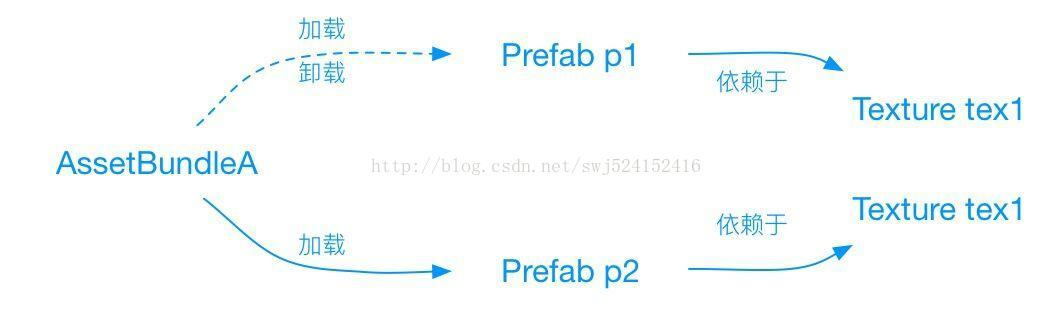 加载
卸载
Prefab p1
依赖于
Texture tex1
AssetBundleA
http://blog.csdn.net/swj524152416
Texture tex1
依赖于
加载
Prefab p2